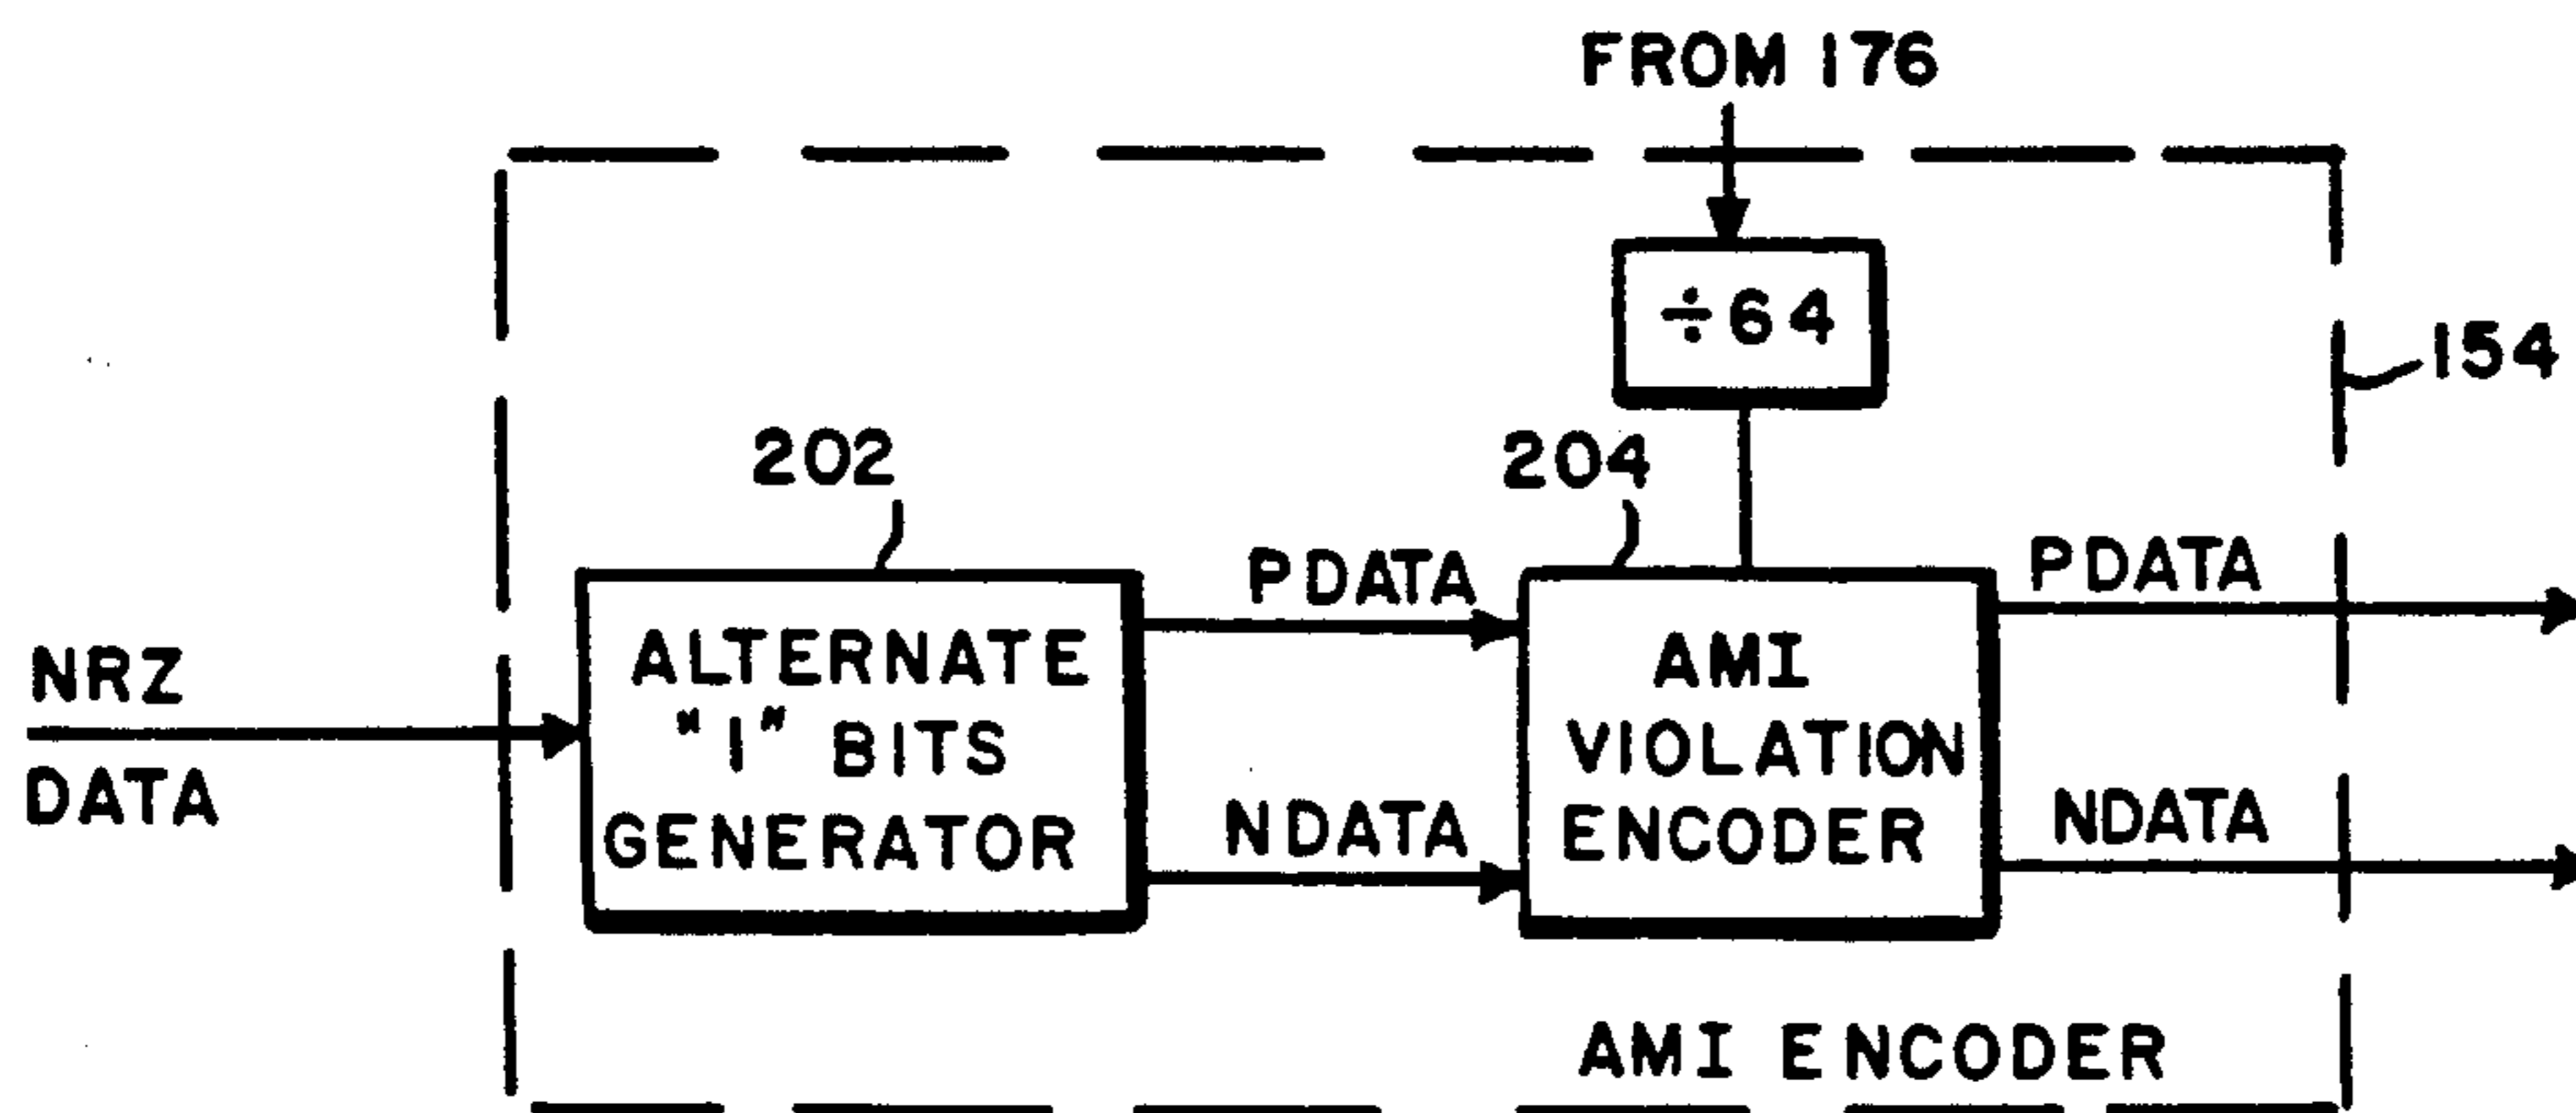 FROM 176
÷64
154
202
204
NRZ
DATA
ALTERNATE
"1" BITS
GENERATOR
PDATA
NDATA
AMI
VIOLATION
ENCODER
PDATA
NDATA
AMI ENCODER